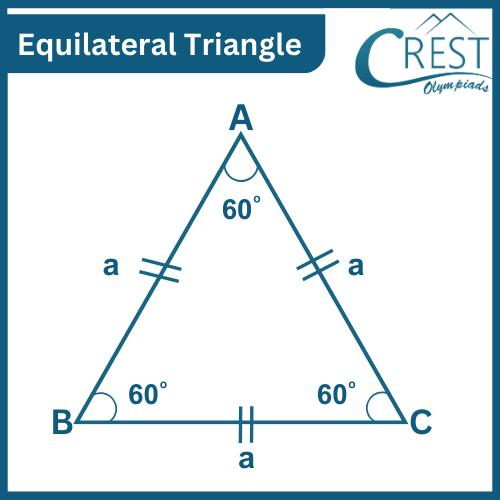 Equilateral Triangle
CREST
Olympiads
A
60°
a
a
60°
60°
B
C
a